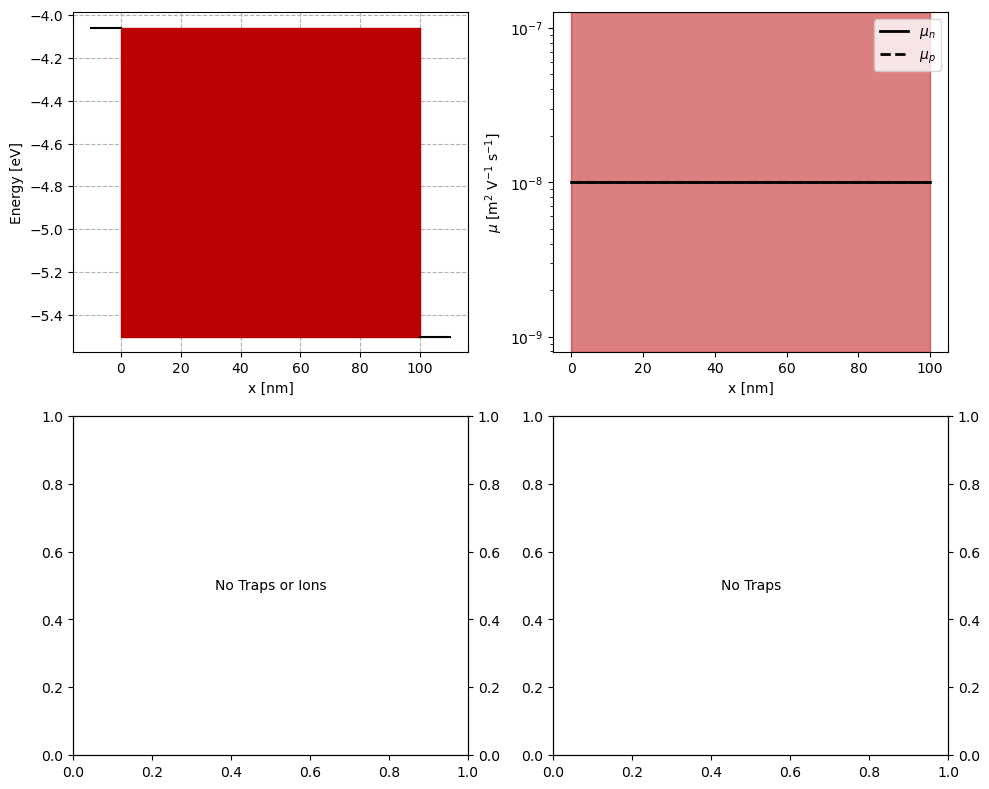 −4.0
−4.2
−4.4
−4.6
−4.8
−5.0
−5.2
−5.4
Energy [eV]
0 20 40 60 80 100
x [nm]
10⁻⁷
10⁻⁸
10⁻⁹
μ [m² V⁻¹ s⁻¹]
μₙ
μₚ
0 20 40 60 80 100
x [nm]
1.0
0.8
0.6
0.4
0.2
0.0
No Traps or Ions
1.0
0.8
0.6
0.4
0.2
0.0
0.0 0.2 0.4 0.6 0.8 1.0
1.0
0.8
0.6
0.4
0.2
0.0
No Traps
1.0
0.8
0.6
0.4
0.2
0.0
0.0 0.2 0.4 0.6 0.8 1.0